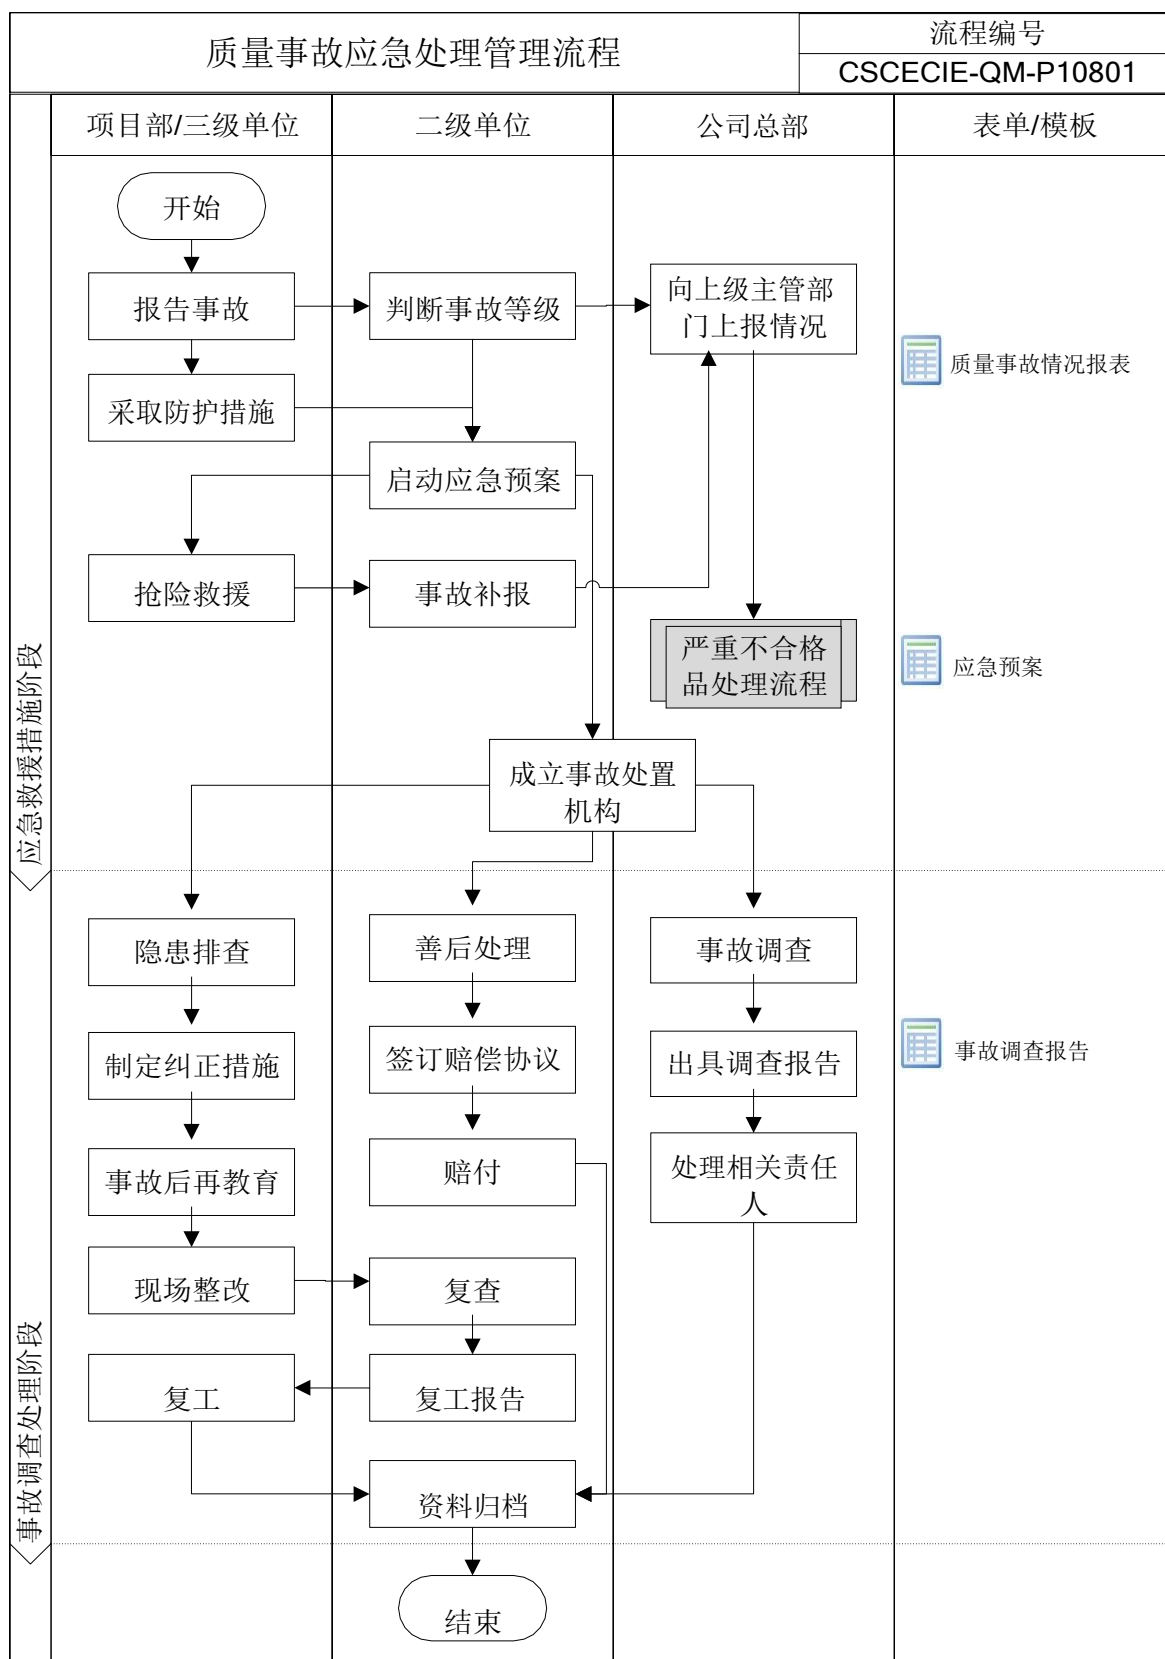 质量事故应急处理管理流程
流程编号
CSCECIE-QM-P10801
项目部/三级单位
二级单位
公司总部
表单/模板
开始
报告事故
判断事故等级
向上级主管部
门上报情况
质量事故情况报表
采取防护措施
启动应急预案
抢险救援
事故补报
严重不合格
品处理流程
应急预案
应急救援措施阶段
成立事故处置
机构
隐患排查
善后处理
事故调查
制定纠正措施
签订赔偿协议
出具调查报告
事故调查报告
事故后再教育
赔付
处理相关责任
人
现场整改
复查
复工
复工报告
事故调查处理阶段
资料归档
结束